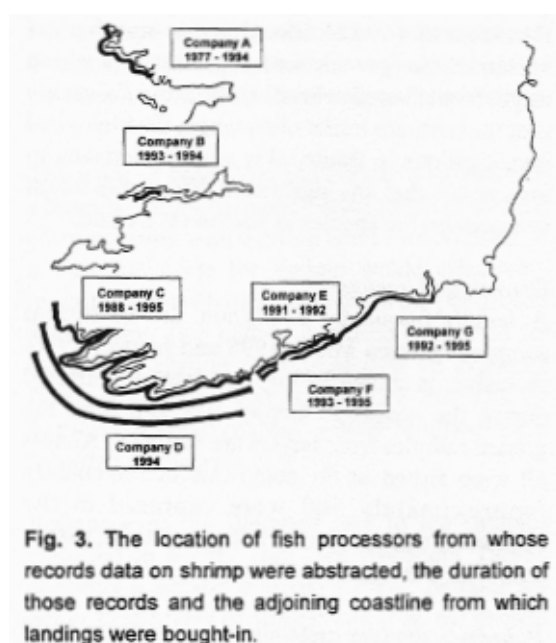 Company A
1977 - 1994
Company B
1993 - 1994
Company C
1988 - 1995
Company E
1991 - 1992
Company G
1992 - 1995
Company F
1993 - 1995
Company D
1994
Fig. 3. The location of fish processors from whose
records data on shrimp were abstracted, the duration of
those records and the adjoining coastline from which
landings were bought-in.